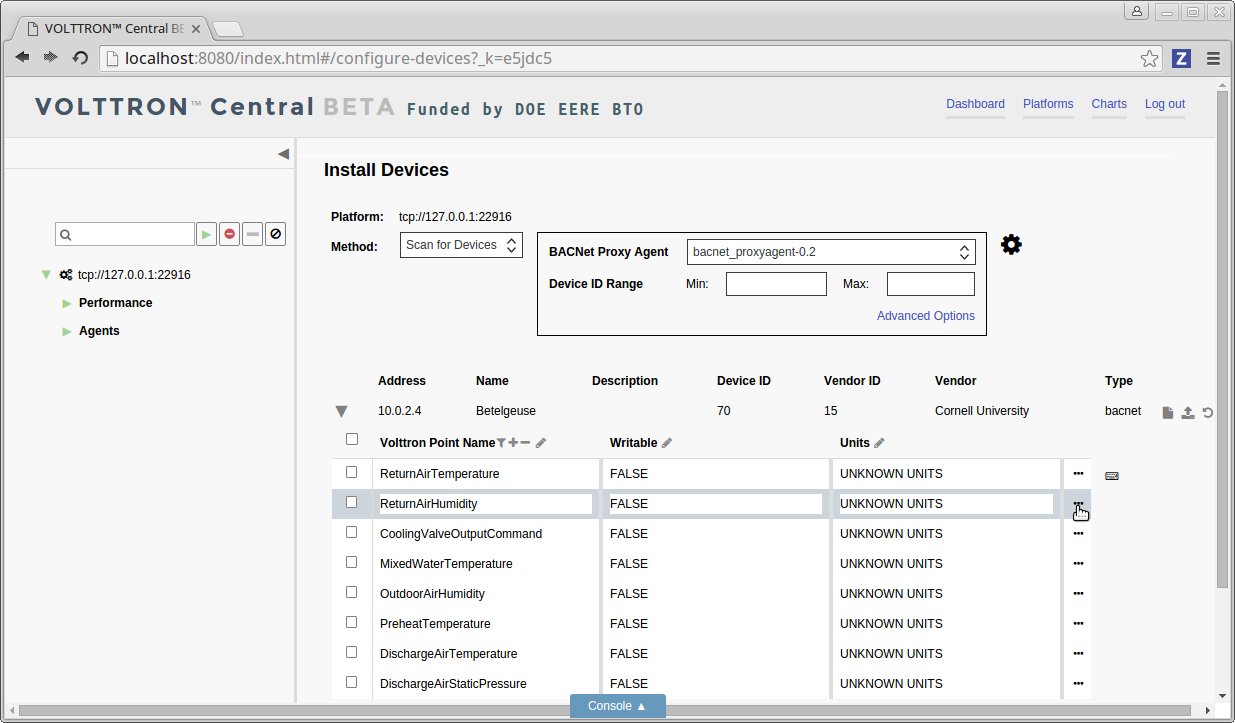 VOLTTRON™ Central BE
localhost:8080/index.html#/configure-devices?_k=e5jdc5
Z
VOLTTRON™ Central BETA Funded by DOE EERE BTO
Dashboard Platforms Charts Log out
Install Devices
Platform: tcp://127.0.0.1:22916
Method: Scan for Devices
BACNet Proxy Agent bacnet_proxyagent-0.2
Device ID Range Min: Max:
Advanced Options
tcp://127.0.0.1:22916
Performance
Agents
Address Name Description Device ID Vendor ID Vendor Type
10.0.2.4 Betelgeuse 70 15 Cornell University bacnet
Volttron Point Name Writable Units
ReturnAirTemperature FALSE UNKNOWN UNITS
ReturnAirHumidity FALSE UNKNOWN UNITS
CoolingValveOutputCommand FALSE UNKNOWN UNITS
MixedWaterTemperature FALSE UNKNOWN UNITS
OutdoorAirHumidity FALSE UNKNOWN UNITS
PreheatTemperature FALSE UNKNOWN UNITS
DischargeAirTemperature FALSE UNKNOWN UNITS
DischargeAirStaticPressure FALSE UNKNOWN UNITS
Console ▲